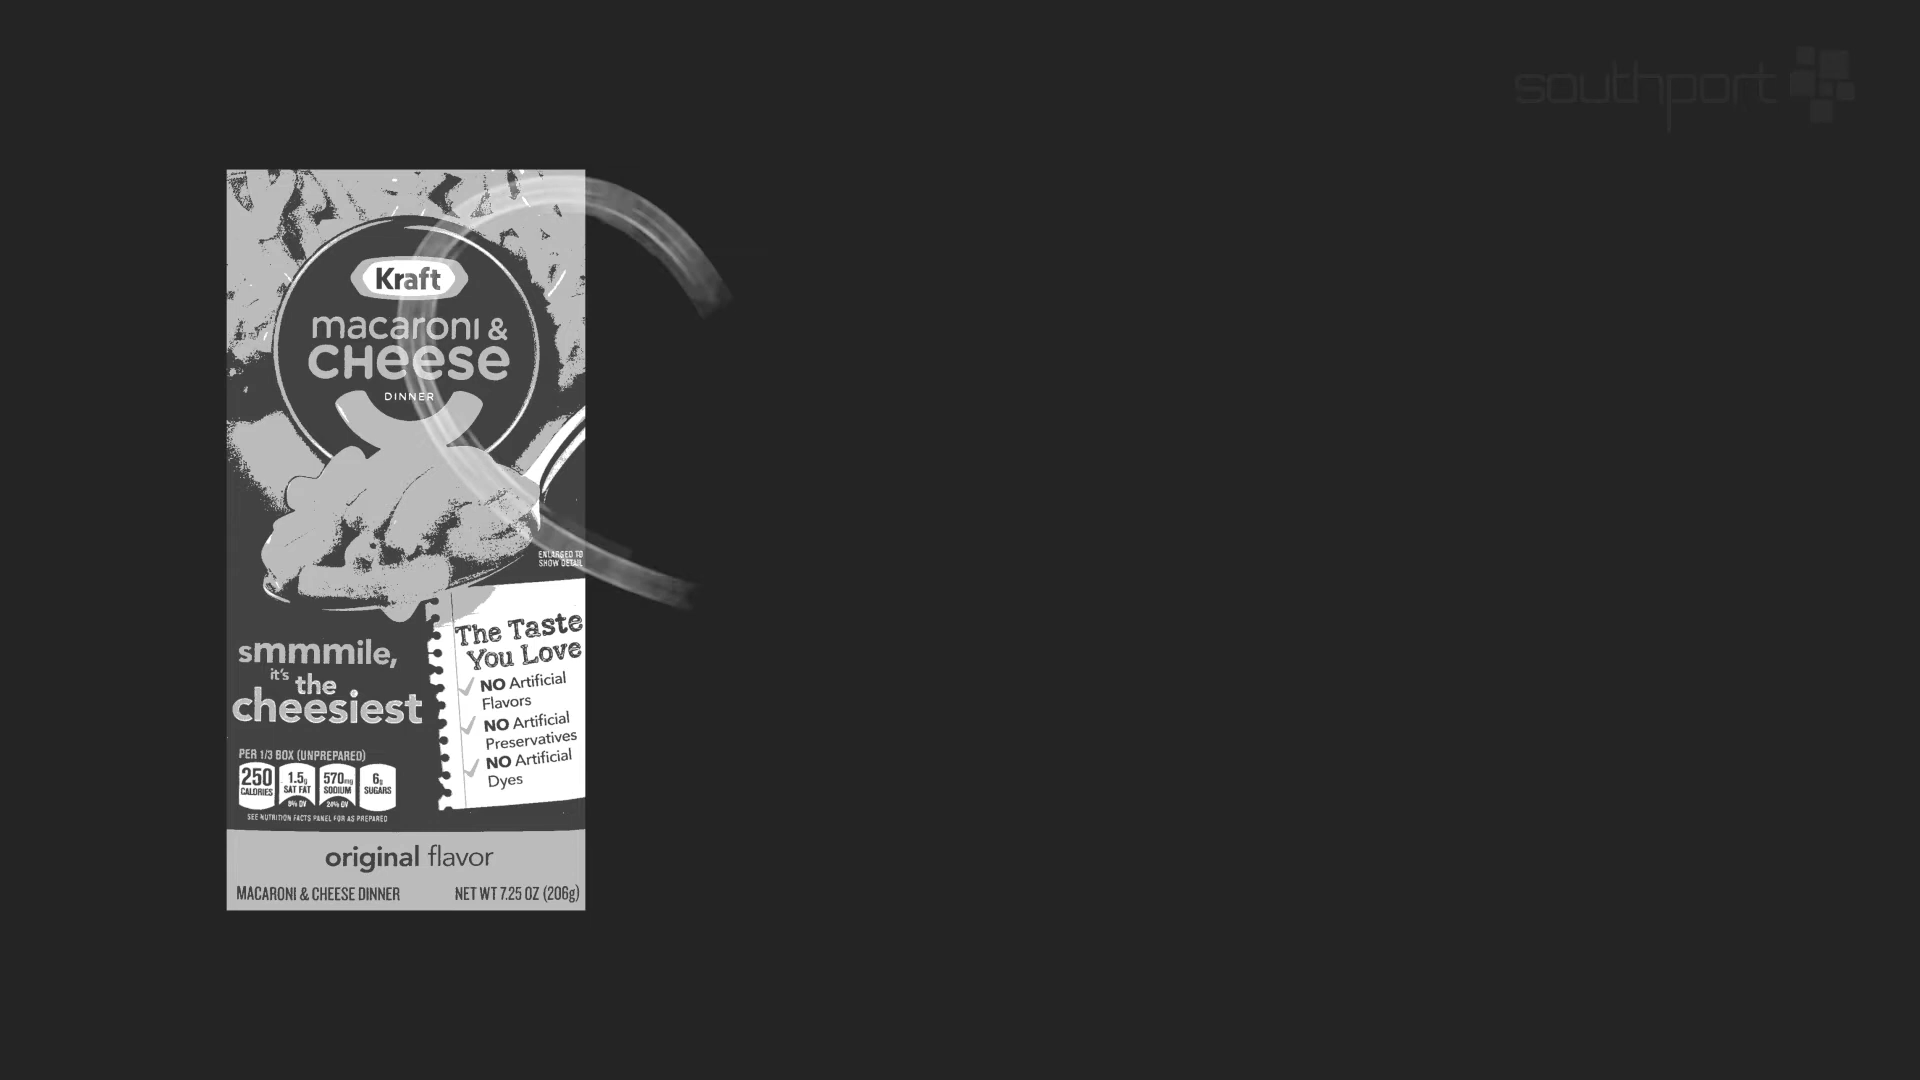 southport
Kraft
macaroni &
CHeese
DINNER
ENLARGED TO
SHOW DETAIL
The Taste
You Love
NO Artificial
Flavors
NO Artificial
Preservatives
NO Artificial
Dyes
smmmile,
it's the
cheesiest
PER 1/3 BOX (UNPREPARED)
250 CALORIES
1.5g SAT FAT 8% DV
570mg SODIUM 24% DV
6g SUGARS
SEE NUTRITION FACTS PANEL FOR AS PREPARED
original flavor
MACARONI & CHEESE DINNER NET WT 7.25 OZ (206g)